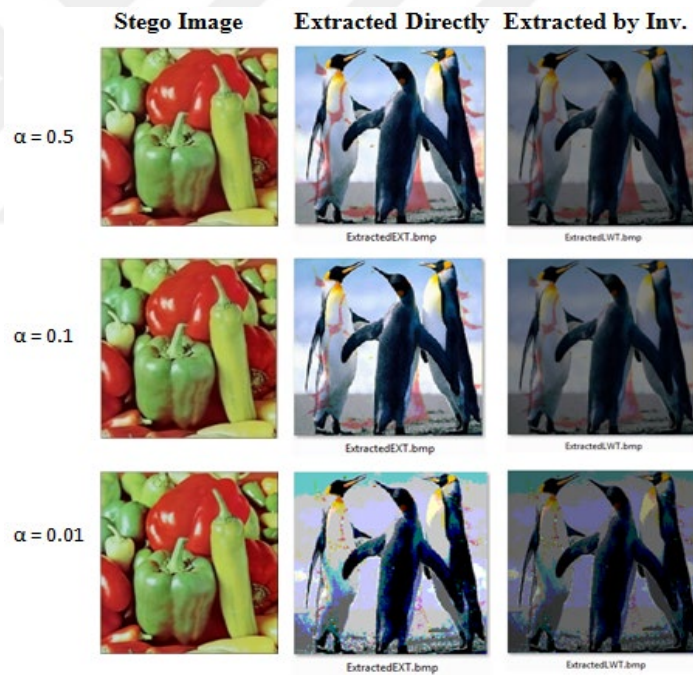 Stego Image Extracted Directly Extracted by Inv.
α = 0.5
ExtractedEXT.bmp ExtractedLWT.bmp
α = 0.1
ExtractedEXT.bmp ExtractedLWT.bmp
α = 0.01
ExtractedEXT.bmp ExtractedLWT.bmp